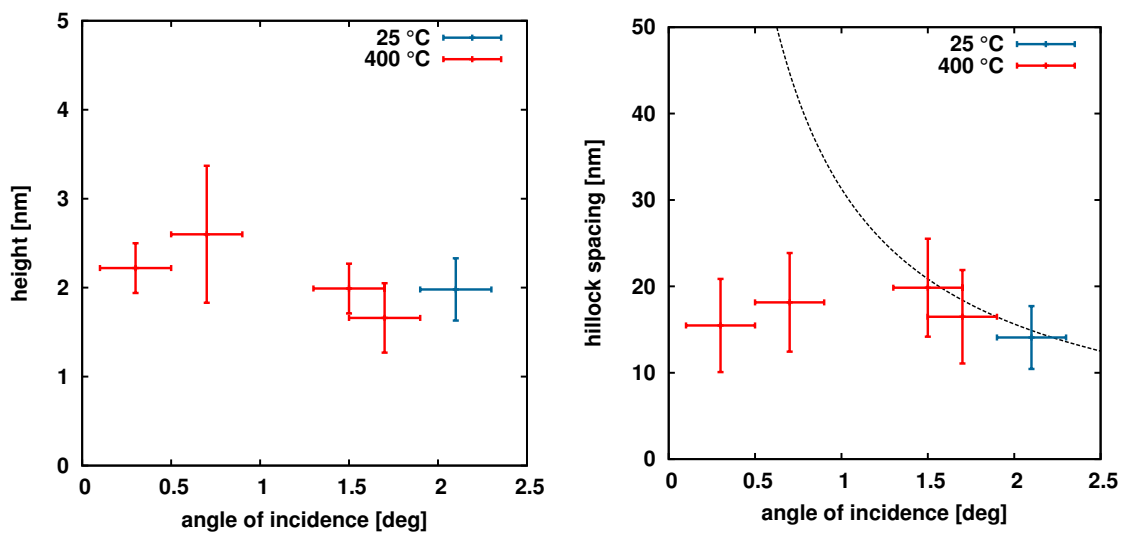 5
4
3
2
1
0
0 0.5 1 1.5 2 2.5
height [nm]
angle of incidence [deg]
25 °C
400 °C
50
40
30
20
10
0
0 0.5 1 1.5 2 2.5
hillock spacing [nm]
angle of incidence [deg]
25 °C
400 °C